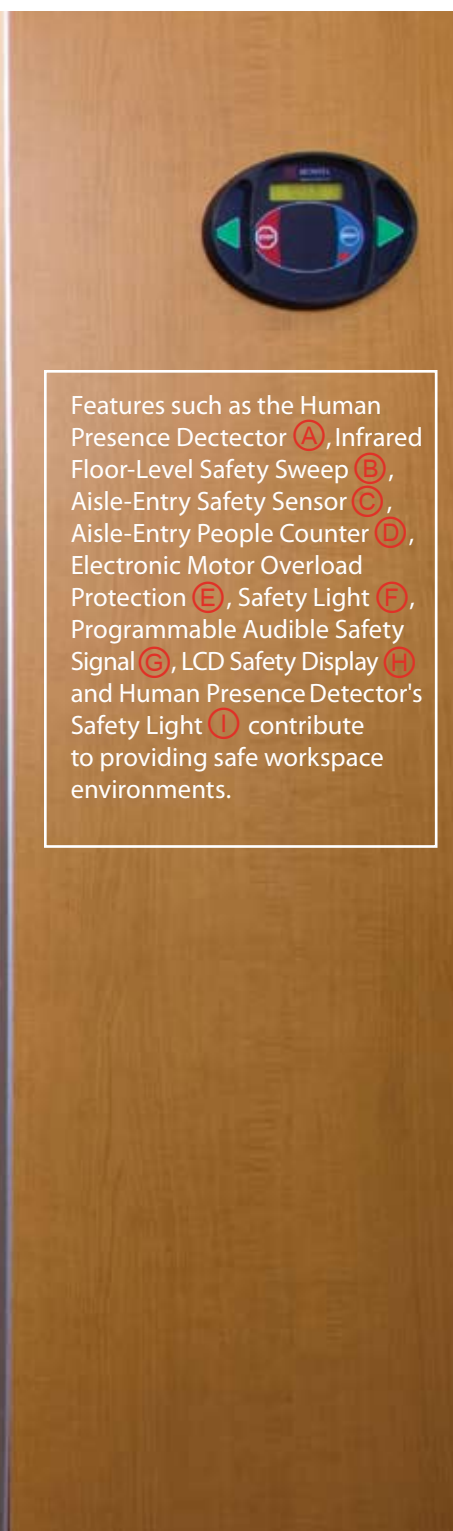 STOP
Features such as the Human
Presence Dectector Ⓐ, Infrared
Floor-Level Safety Sweep Ⓑ,
Aisle-Entry Safety Sensor Ⓒ,
Aisle-Entry People Counter Ⓓ,
Electronic Motor Overload
Protection Ⓔ, Safety Light Ⓕ,
Programmable Audible Safety
Signal Ⓖ, LCD Safety Display Ⓗ
and Human Presence Detector's
Safety Light Ⓘ contribute
to providing safe workspace
environments.